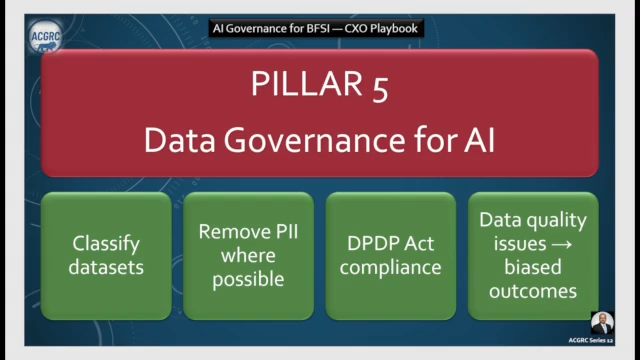 AI Governance for BFSI — CXO Playbook
ACGRC
PILLAR 5
Data Governance for AI
Classify
datasets
Remove PII
where
possible
DPDP Act
compliance
Data quality
issues →
biased
outcomes
ACGRC Series 12